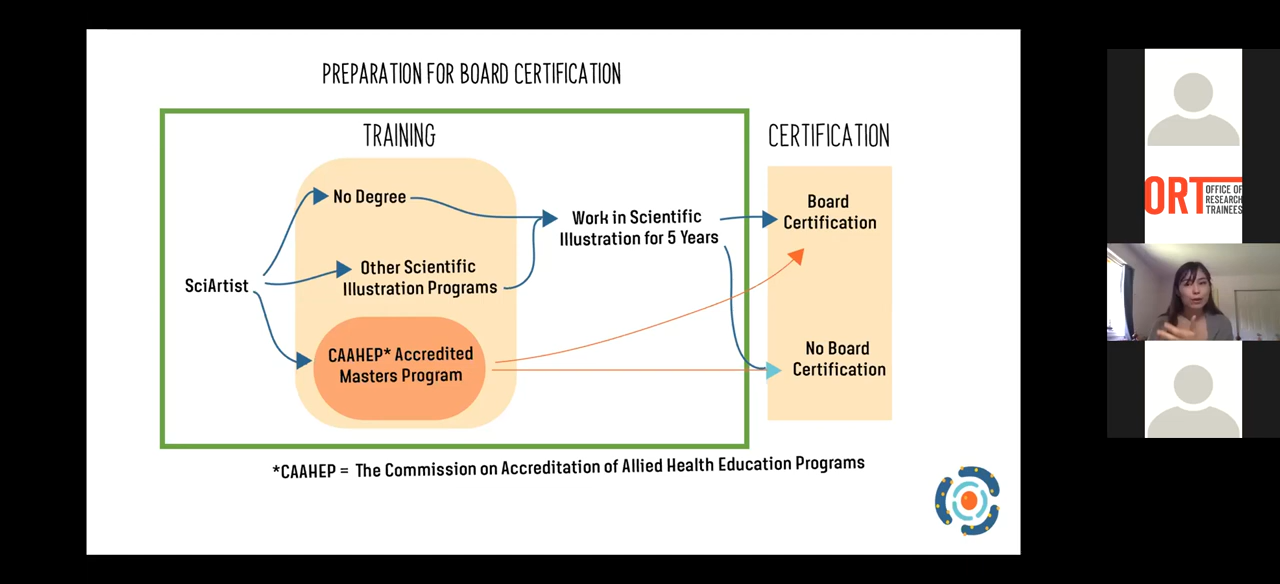 PREPARATION FOR BOARD CERTIFICATION
TRAINING
CERTIFICATION
No Degree
Other Scientific
Illustration Programs
SciArtist
CAAHEP* Accredited
Masters Program
Work in Scientific
Illustration for 5 Years
Board
Certification
No Board
Certification
*CAAHEP = The Commission on Accreditation of Allied Health Education Programs
ORT
OFFICE OF
RESEARCH
TRAINEES